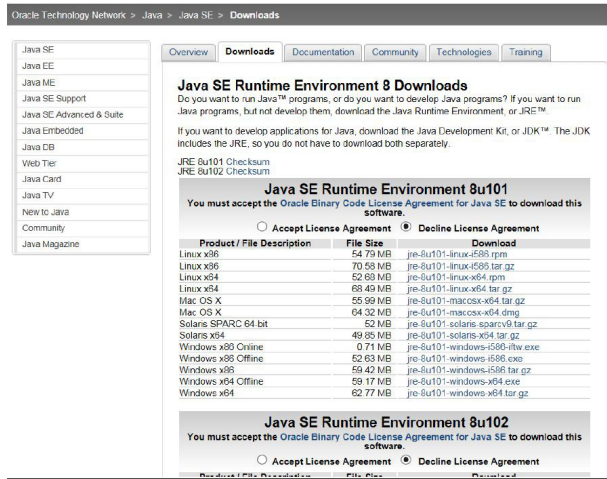 Oracle Technology Network > Java > Java SE > Downloads
Java SE
Java EE
Java ME
Java SE Support
Java SE Advanced & Suite
Java Embedded
Java DB
Web Tier
Java Card
Java TV
New to Java
Community
Java Magazine
Overview Downloads Documentation Community Technologies Training
Java SE Runtime Environment 8 Downloads
Do you want to run Java™ programs, or do you want to develop Java programs? If you want to run
Java programs, but not develop them, download the Java Runtime Environment, or JRE™.
If you want to develop applications for Java, download the Java Development Kit, or JDK™. The JDK
includes the JRE, so you do not have to download both separately.
JRE 8u101 Checksum
JRE 8u102 Checksum
Java SE Runtime Environment 8u101
You must accept the Oracle Binary Code License Agreement for Java SE to download this
software.
Accept License Agreement Decline License Agreement
Product / File Description File Size Download
Linux x86 54.79 MB jre-8u101-linux-i586.rpm
Linux x86 70.58 MB jre-8u101-linux-i586.tar.gz
Linux x64 52.68 MB jre-8u101-linux-x64.rpm
Linux x64 68.49 MB jre-8u101-linux-x64.tar.gz
Mac OS X 55.99 MB jre-8u101-macosx-x64.tar.gz
Mac OS X 64.32 MB jre-8u101-macosx-x64.dmg
Solaris SPARC 64-bit 52 MB jre-8u101-solaris-sparcv9.tar.gz
Solaris x64 49.85 MB jre-8u101-solaris-x64.tar.gz
Windows x86 Online 0.71 MB jre-8u101-windows-i586-iftw.exe
Windows x86 Offline 52.63 MB jre-8u101-windows-i586.exe
Windows x86 59.42 MB jre-8u101-windows-i586.tar.gz
Windows x64 Offline 59.17 MB jre-8u101-windows-x64.exe
Windows x64 62.77 MB jre-8u101-windows-x64.tar.gz
Java SE Runtime Environment 8u102
You must accept the Oracle Binary Code License Agreement for Java SE to download this
software.
Accept License Agreement Decline License Agreement
Product / File Description File Size Download